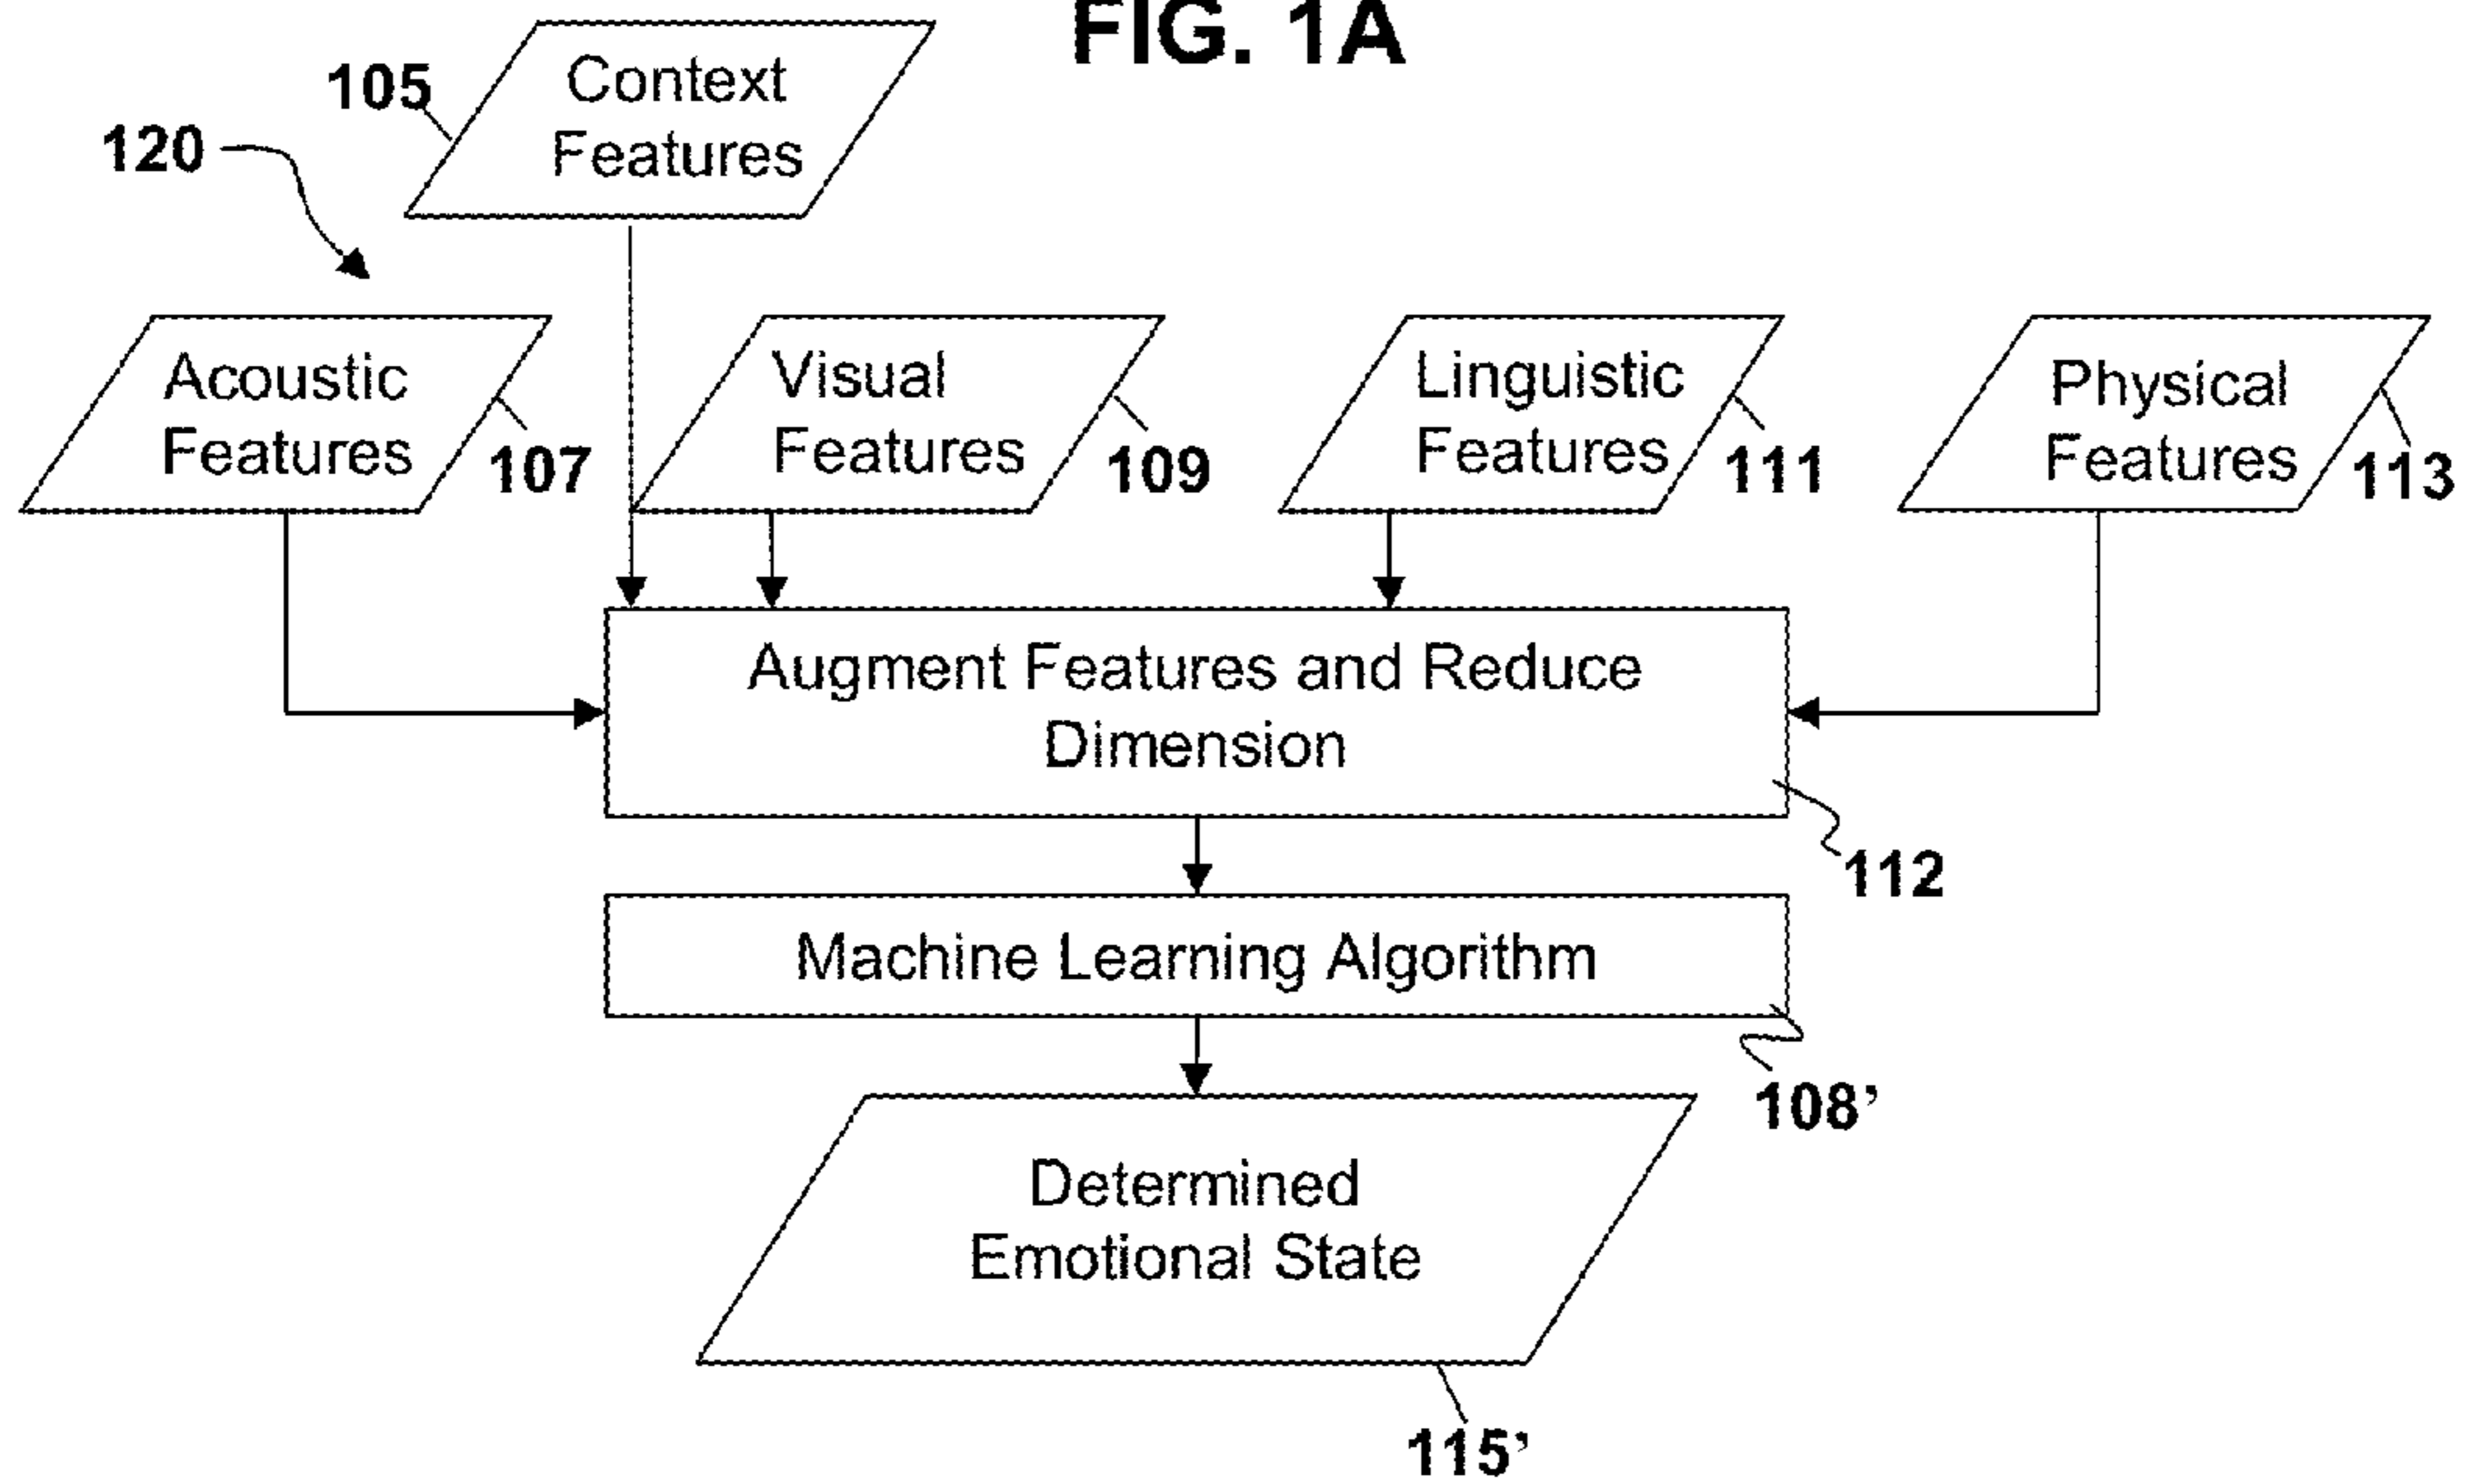 FIG. 1A
105
Context
Features
120
Acoustic
Features
107
Visual
Features
109
Linguistic
Features
111
Physical
Features
113
Augment Features and Reduce
Dimension
112
Machine Learning Algorithm
108’
Determined
Emotional State
115’